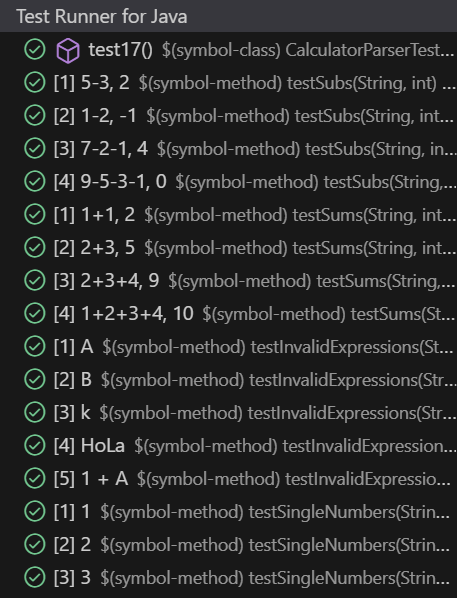 Test Runner for Java
test17() $(symbol-class) CalculatorParserTest...
[1] 5-3, 2 $(symbol-method) testSubs(String, int) ...
[2] 1-2, -1 $(symbol-method) testSubs(String, int...
[3] 7-2-1, 4 $(symbol-method) testSubs(String, in...
[4] 9-5-3-1, 0 $(symbol-method) testSubs(String,...
[1] 1+1, 2 $(symbol-method) testSums(String, int...
[2] 2+3, 5 $(symbol-method) testSums(String, int...
[3] 2+3+4, 9 $(symbol-method) testSums(String,...
[4] 1+2+3+4, 10 $(symbol-method) testSums(St...
[1] A $(symbol-method) testInvalidExpressions(St...
[2] B $(symbol-method) testInvalidExpressions(Str...
[3] k $(symbol-method) testInvalidExpressions(Str...
[4] HoLa $(symbol-method) testInvalidExpression...
[5] 1 + A $(symbol-method) testInvalidExpressio...
[1] 1 $(symbol-method) testSingleNumbers(Strin...
[2] 2 $(symbol-method) testSingleNumbers(Strin...
[3] 3 $(symbol-method) testSingleNumbers(Strin...